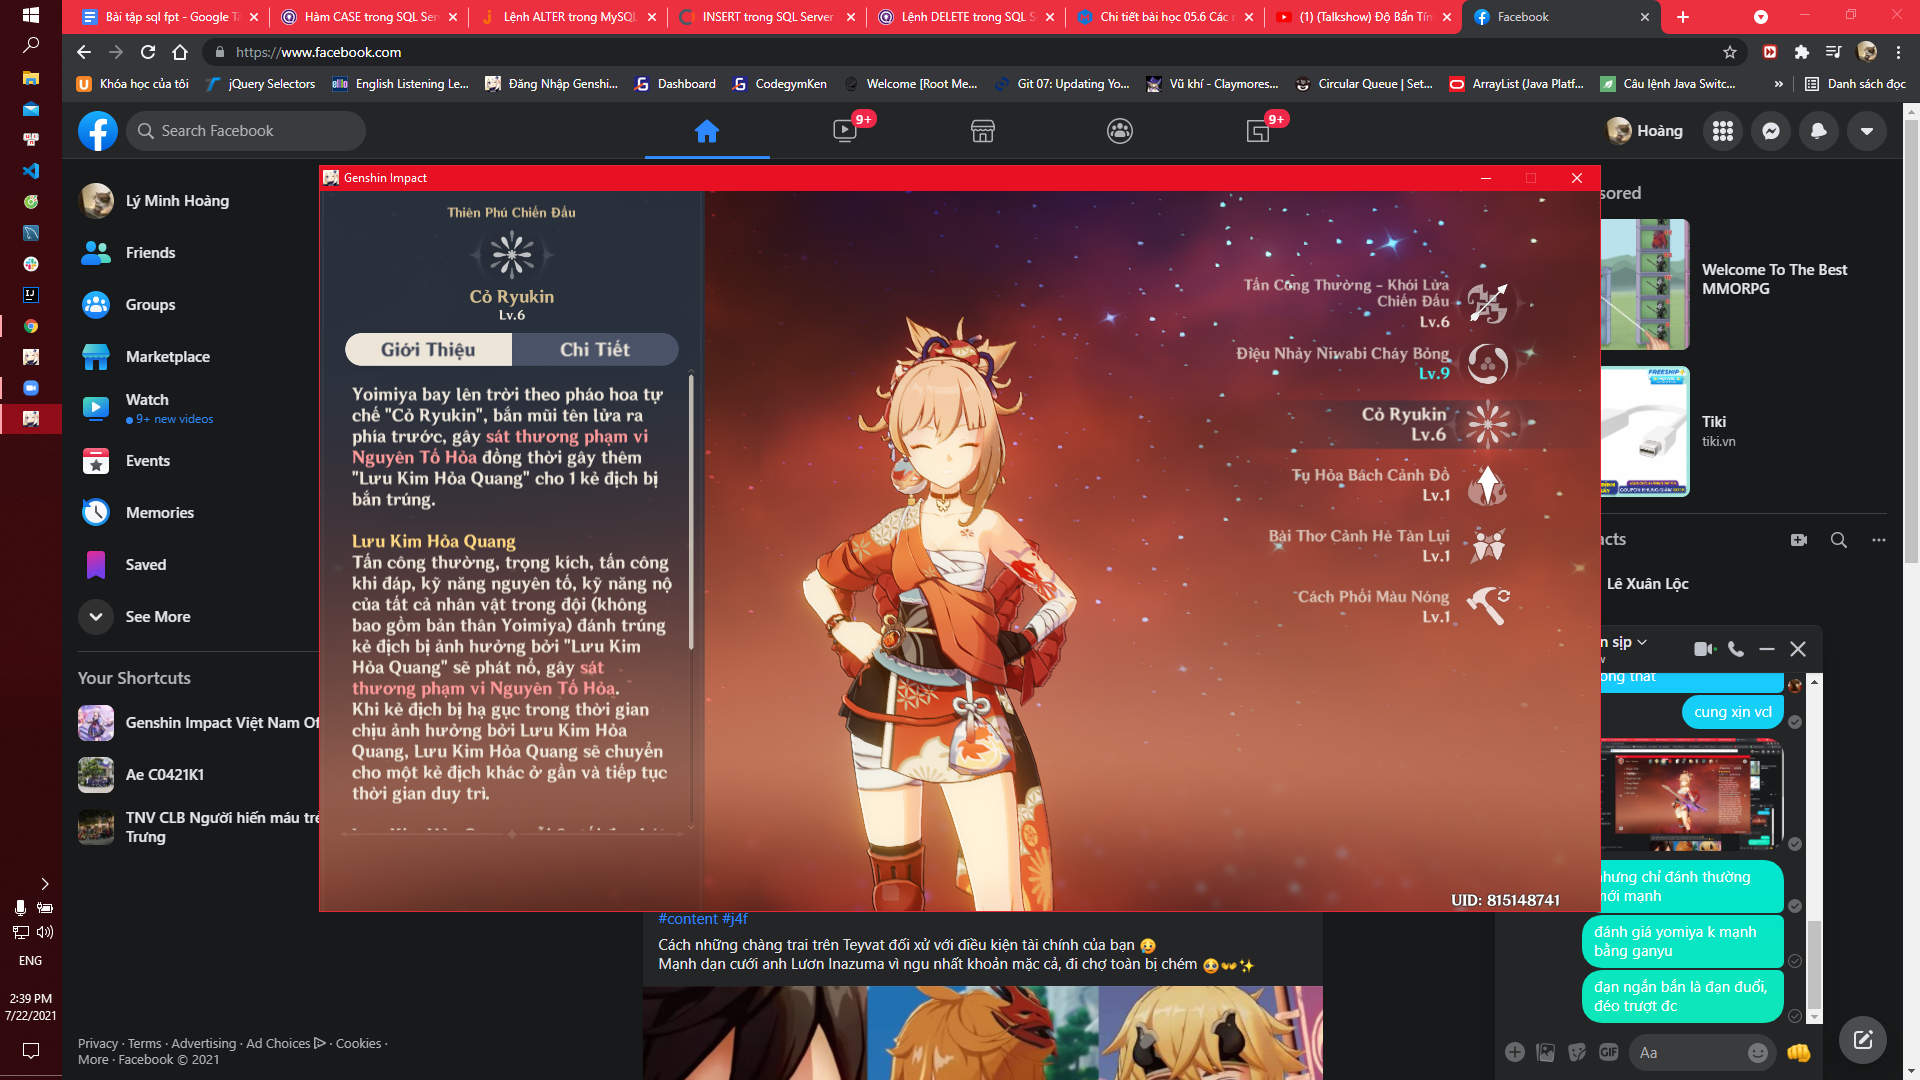 Bài tập sql fpt - Google Tà
Hàm CASE trong SQL Ser
Lệnh ALTER trong MySQL
INSERT trong SQL Server
Lệnh DELETE trong SQL S
Chi tiết bài học 05.6 Các
(1) (Talkshow) Độ Bẩn Tín
Facebook
https://www.facebook.com
Khóa học của tôi
jQuery Selectors
English Listening Le...
Đăng Nhập Genshi...
Dashboard
CodegymKen
Welcome [Root Me...
Git 07: Updating Yo...
Vũ khí - Claymores...
Circular Queue | Set...
ArrayList (Java Platf...
Câu lệnh Java Switc...
»
Danh sách đọc
Search Facebook
9+
9+
Hoàng
Lý Minh Hoàng
Friends
Groups
Marketplace
Watch
9+ new videos
Events
Memories
Saved
See More
Your Shortcuts
Genshin Impact Việt Nam Of
Ae C0421K1
TNV CLB Người hiến máu trẻ
Trưng
Privacy · Terms · Advertising · Ad Choices · Cookies ·
More · Facebook © 2021
ENG
2:39 PM
7/22/2021
Genshin Impact
Thiên Phú Chiến Đấu
Cỏ Ryukin
Lv.6
Giới Thiệu
Chi Tiết
Yoimiya bay lên trời theo pháo hoa tự
chế "Cỏ Ryukin", bắn mũi tên lửa ra
phía trước, gây sát thương phạm vi
Nguyên Tố Hỏa đồng thời gây thêm
"Lưu Kim Hỏa Quang" cho 1 kẻ địch bị
bắn trúng.
Lưu Kim Hỏa Quang
Tấn công thường, trọng kích, tấn công
khi đáp, kỹ năng nguyên tố, kỹ năng nộ
của tất cả nhân vật trong đội (không
bao gồm bản thân Yoimiya) đánh trúng
kẻ địch bị ảnh hưởng bởi "Lưu Kim
Hỏa Quang" sẽ phát nổ, gây sát
thương phạm vi Nguyên Tố Hỏa.
Khi kẻ địch bị hạ gục trong thời gian
chịu ảnh hưởng bởi Lưu Kim Hỏa
Quang, Lưu Kim Hỏa Quang sẽ chuyển
cho một kẻ địch khác ở gần và tiếp tục
thời gian duy trì.
Tấn Công Thường - Khói Lửa
Chiến Đấu
Lv.6
Điệu Nhảy Niwabi Cháy Bỏng
Lv.9
Cỏ Ryukin
Lv.6
Tụ Hỏa Bách Cảnh Đồ
Lv.1
Bài Thơ Cảnh Hè Tàn Lụi
Lv.1
Cách Phối Màu Nóng
Lv.1
UID: 815148741
#content #j4f
Cách những chàng trai trên Teyvat đối xử với điều kiện tài chính của bạn 😥
Mạnh dạn cưới anh Lươn Inazuma vì ngu nhất khoản mặc cả, đi chợ toàn bị chém
sored
Welcome To The Best
MMORPG
FREESHIP
Tiki
tiki.vn
acts
Lê Xuân Lộc
n sịp
ong that
cung xịn vcl
nhưng chỉ đánh thường
mới mạnh
đánh giá yomiya k mạnh
bằng ganyu
đạn ngắn bắn là đạn đuổi,
đéo trượt đc
GIF
Aa